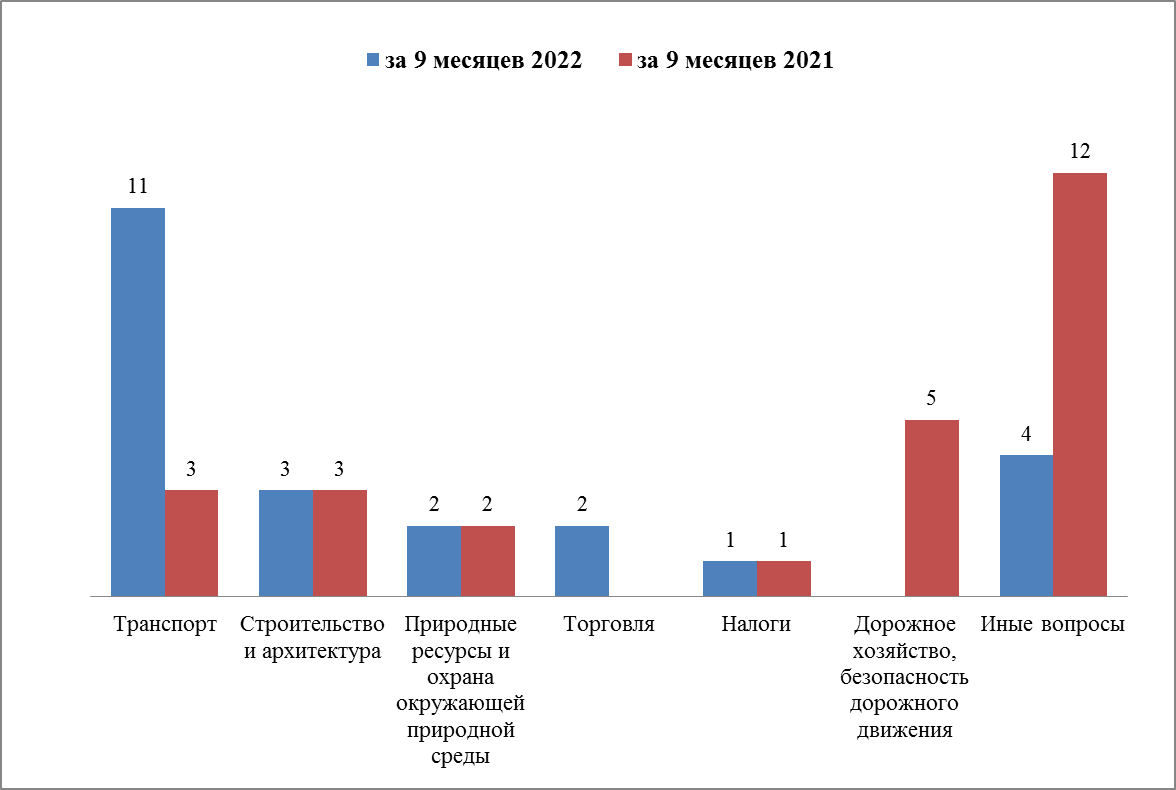 за 9 месяцев 2022 за 9 месяцев 2021
12
11
5
4
3
3
3
2
2
2
1
1
Транспорт
Строительство
и архитектура
Природные
ресурсы и
охрана
окружающей
природной
среды
Торговля
Налоги
Дорожное
хозяйство,
безопасность
дорожного
движения
Иные вопросы